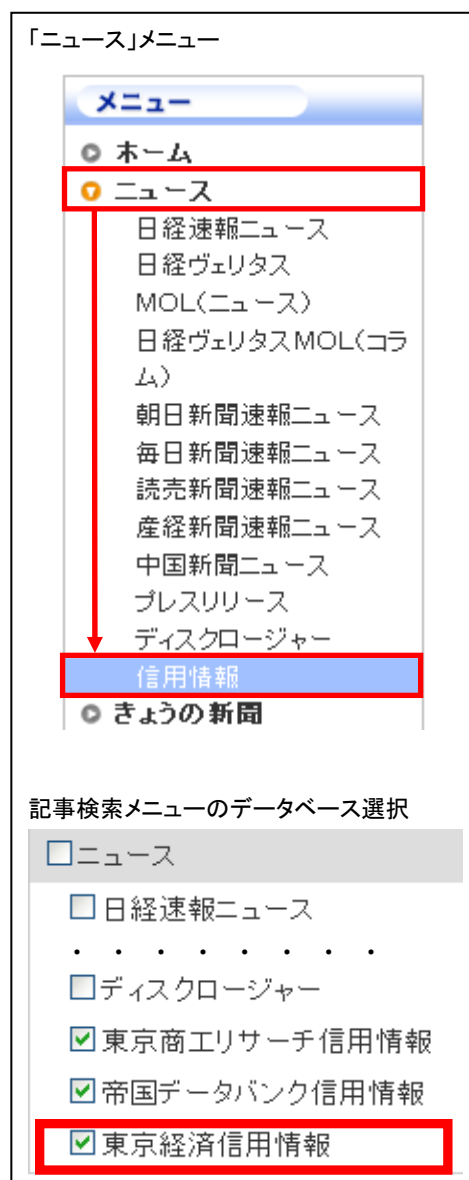 「ニュース」メニュー
メニュー
ホーム
ニュース
日経速報ニュース
日経ヴェリタス
MOL(ニュース)
日経ヴェリタスMOL(コラ
ム)
朝日新聞速報ニュース
毎日新聞速報ニュース
読売新聞速報ニュース
産経新聞速報ニュース
中国新聞ニュース
プレスリリース
ディスクロージャー
信用情報
きょうの新聞
記事検索メニューのデータベース選択
ニュース
日経速報ニュース
・・・・・・・・
ディスクロージャー
東京商工リサーチ信用情報
帝国データバンク信用情報
東京経済信用情報